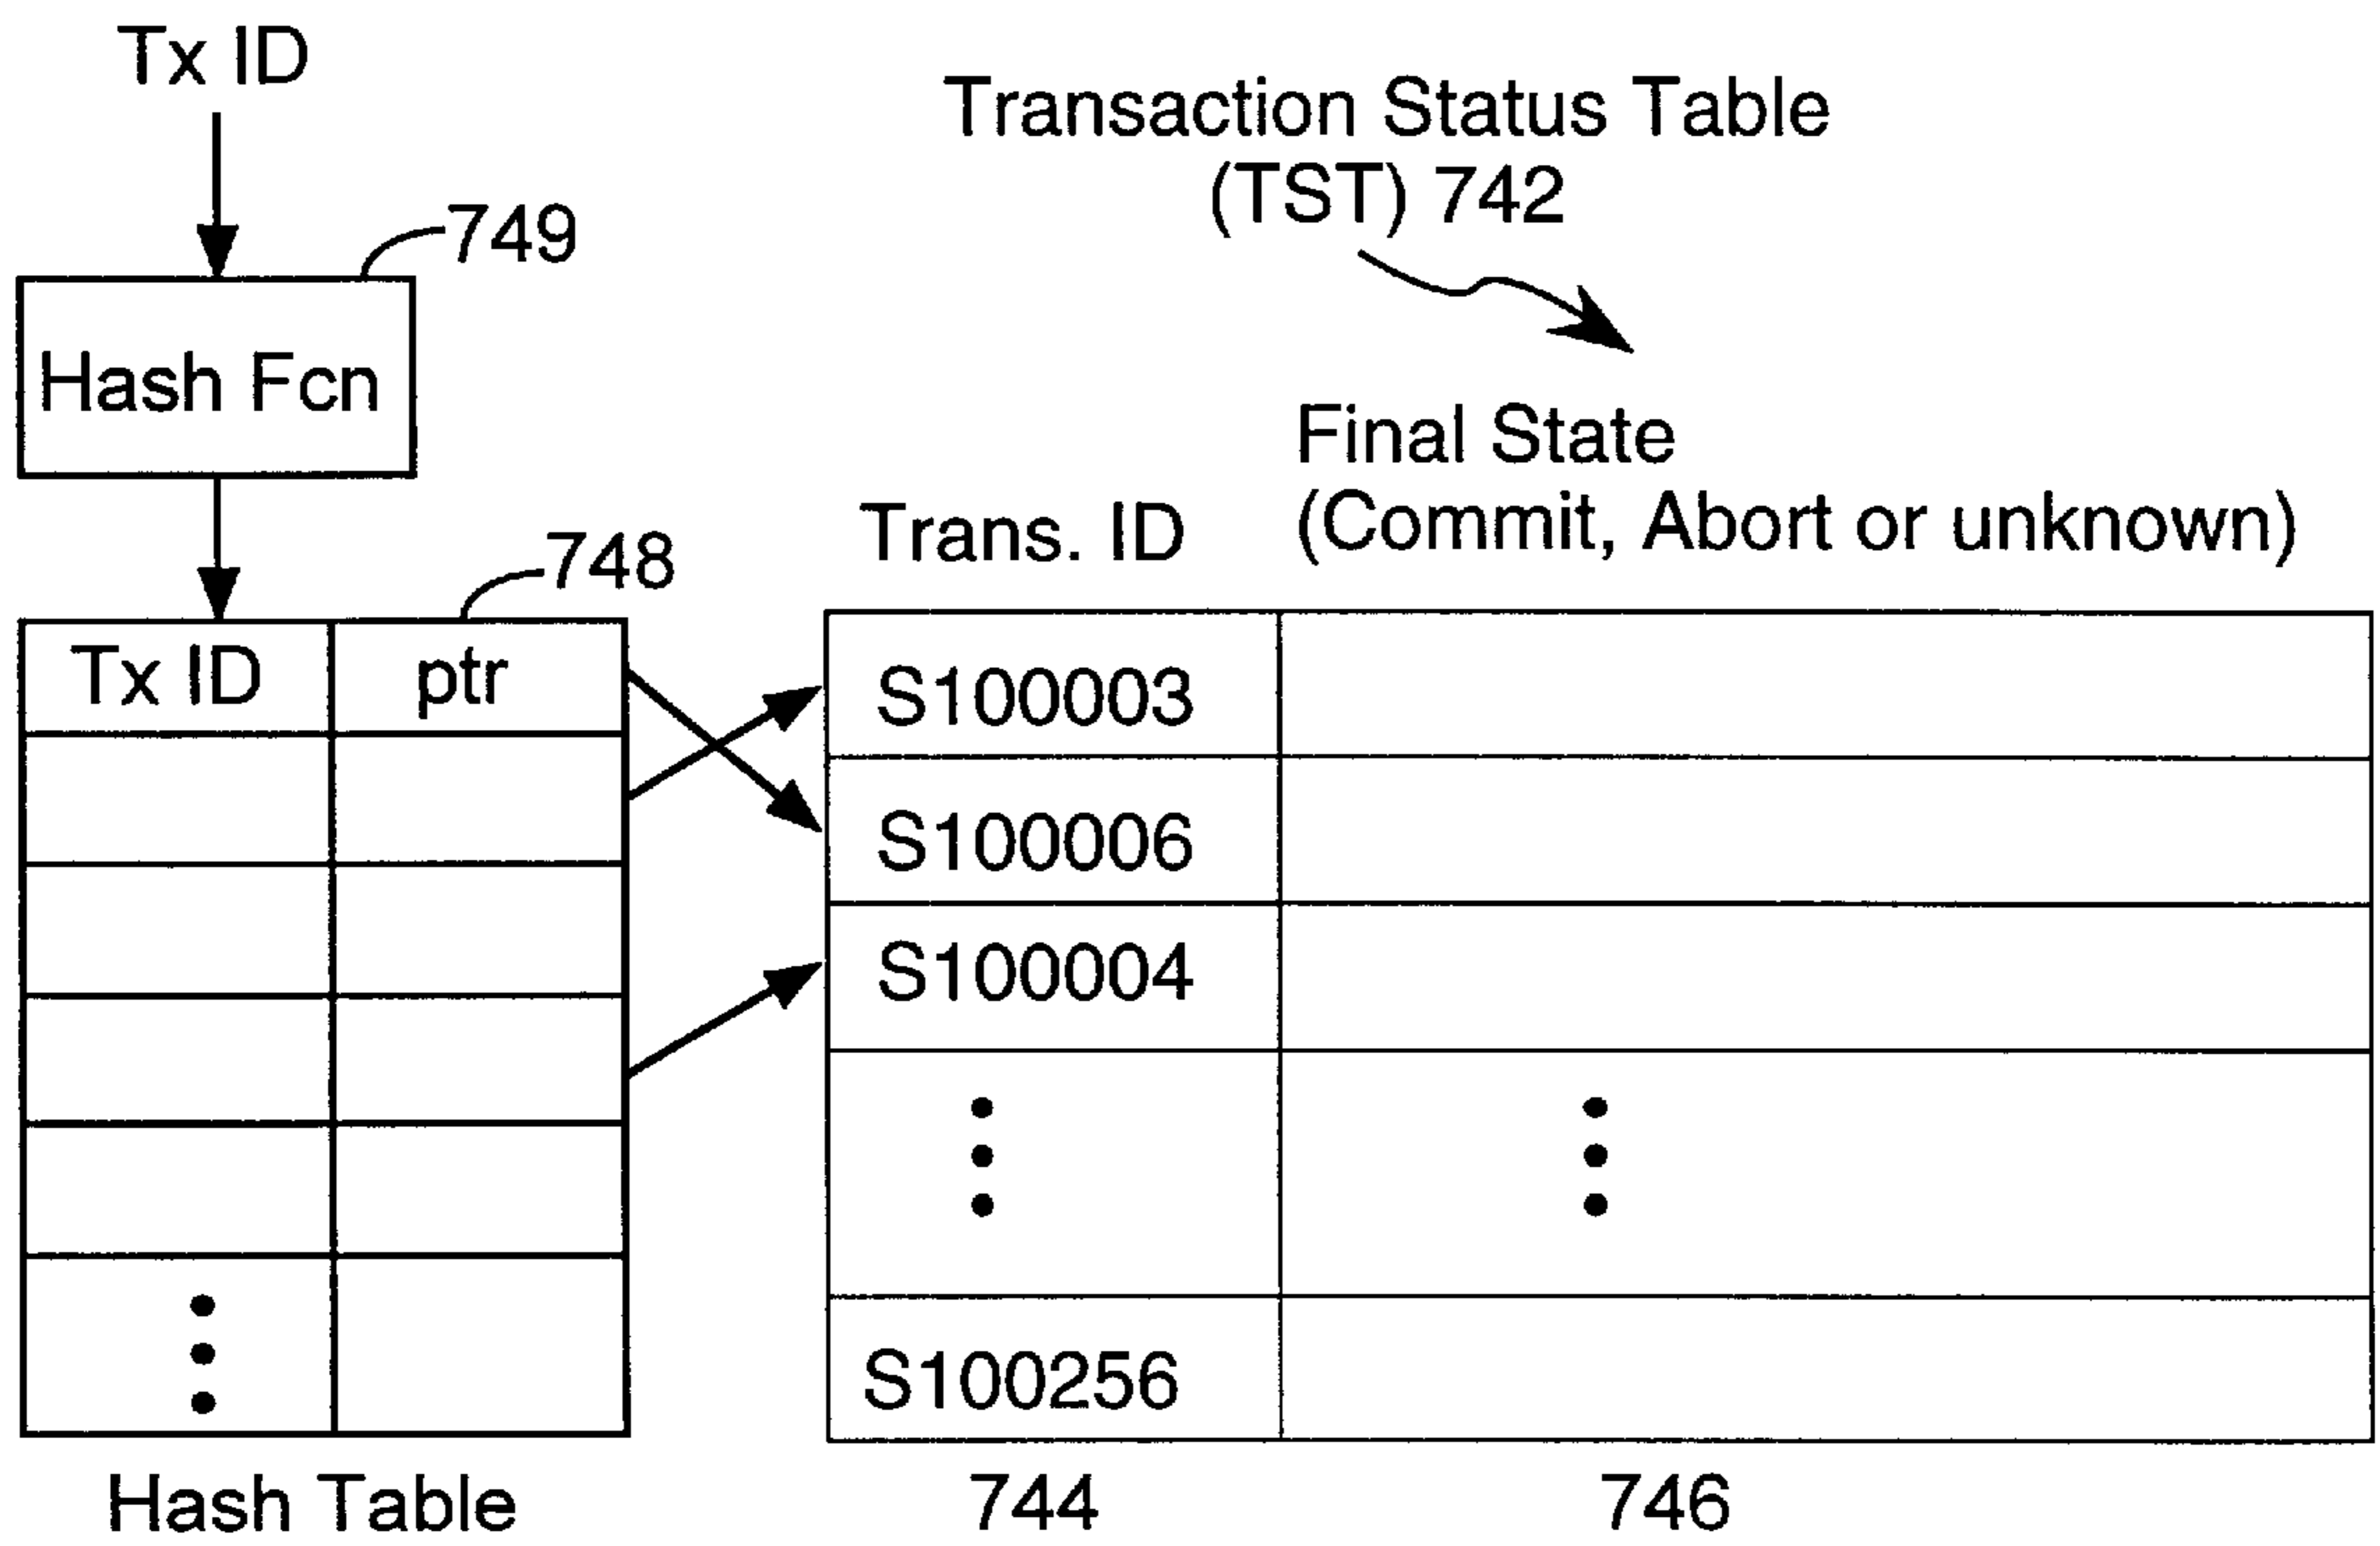 Tx ID
Transaction Status Table
(TST) 742
749
Hash Fcn
Final State
(Commit, Abort or unknown)
Trans. ID
748
Tx ID ptr
S100003
S100006
S100004
S100256
Hash Table
744
746